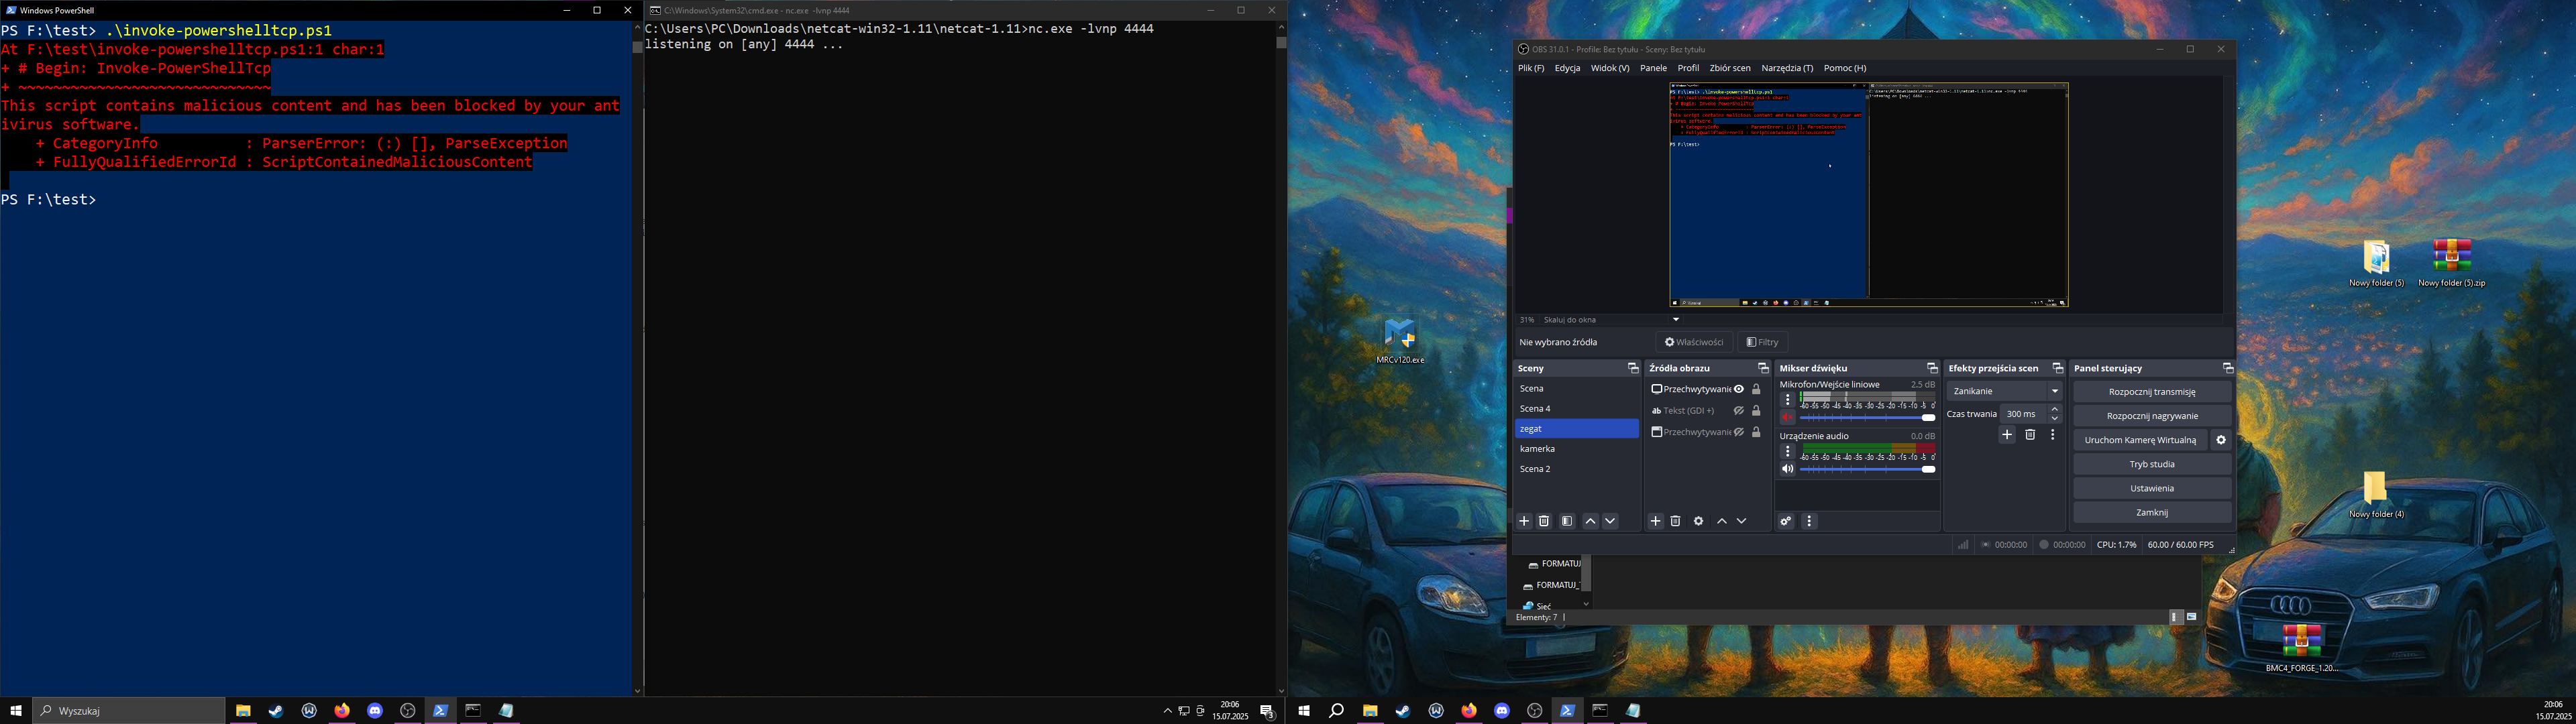 Windows PowerShell
PS F:\test> .\invoke-powershelltcp.ps1
At F:\test\invoke-powershelltcp.ps1:1 char:1
+ # Begin: Invoke-PowerShellTcp
+ ~~~~~~~~~~~~~~~~~~~~~~~~~~~~~
This script contains malicious content and has been blocked by your ant
ivirus software.
+ CategoryInfo          : ParserError: (:) [], ParseException
+ FullyQualifiedErrorId : ScriptContainedMaliciousContent
PS F:\test>
C:\Windows\System32\cmd.exe - nc.exe -lvnp 4444
C:\Users\PC\Downloads\netcat-win32-1.11\netcat-1.11>nc.exe -lvnp 4444
listening on [any] 4444 ...
MRCv120.exe
OBS 31.0.1 - Profile: Bez tytułu - Sceny: Bez tytułu
Plik (F) Edycja Widok (V) Panele Profil Zbiór scen Narzędzia (T) Pomoc (H)
31% Skaluj do okna
Nie wybrano źródła Właściwości Filtry
Sceny
Scena
Scena 4
zegat
kamerka
Scena 2
Źródła obrazu
Przechwytywanie
ab Tekst (GDI +)
Przechwytywanie
Mikser dźwięku
Mikrofon/Wejście liniowe 2.5 dB
-60 -55 -50 -45 -40 -35 -30 -25 -20 -15 -10 -5 0
Urządzenie audio 0.0 dB
-60 -55 -50 -45 -40 -35 -30 -25 -20 -15 -10 -5 0
Efekty przejścia scen
Zanikanie
Czas trwania 300 ms
Panel sterujący
Rozpocznij transmisję
Rozpocznij nagrywanie
Uruchom Kamerę Wirtualną
Tryb studia
Ustawienia
Zamknij
00:00:00 00:00:00 CPU: 1.7% 60.00 / 60.00 FPS
FORMATUJ
FORMATUJ_
Sieć
Elementy: 7
Nowy folder (5)
Nowy folder (5).zip
Nowy folder (4)
BMC4_FORGE_1.20...
Wyszukaj
20:06
15.07.2025
3
20:06
15.07.2025